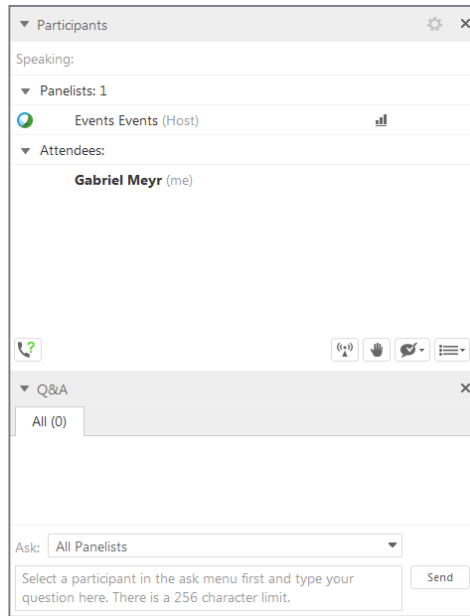 Participants
Speaking:
Panelists: 1
Events Events (Host)
Attendees:
Gabriel Meyr (me)
Q&A
All (0)
Ask: All Panelists
Select a participant in the ask menu first and type your
question here. There is a 256 character limit.
Send